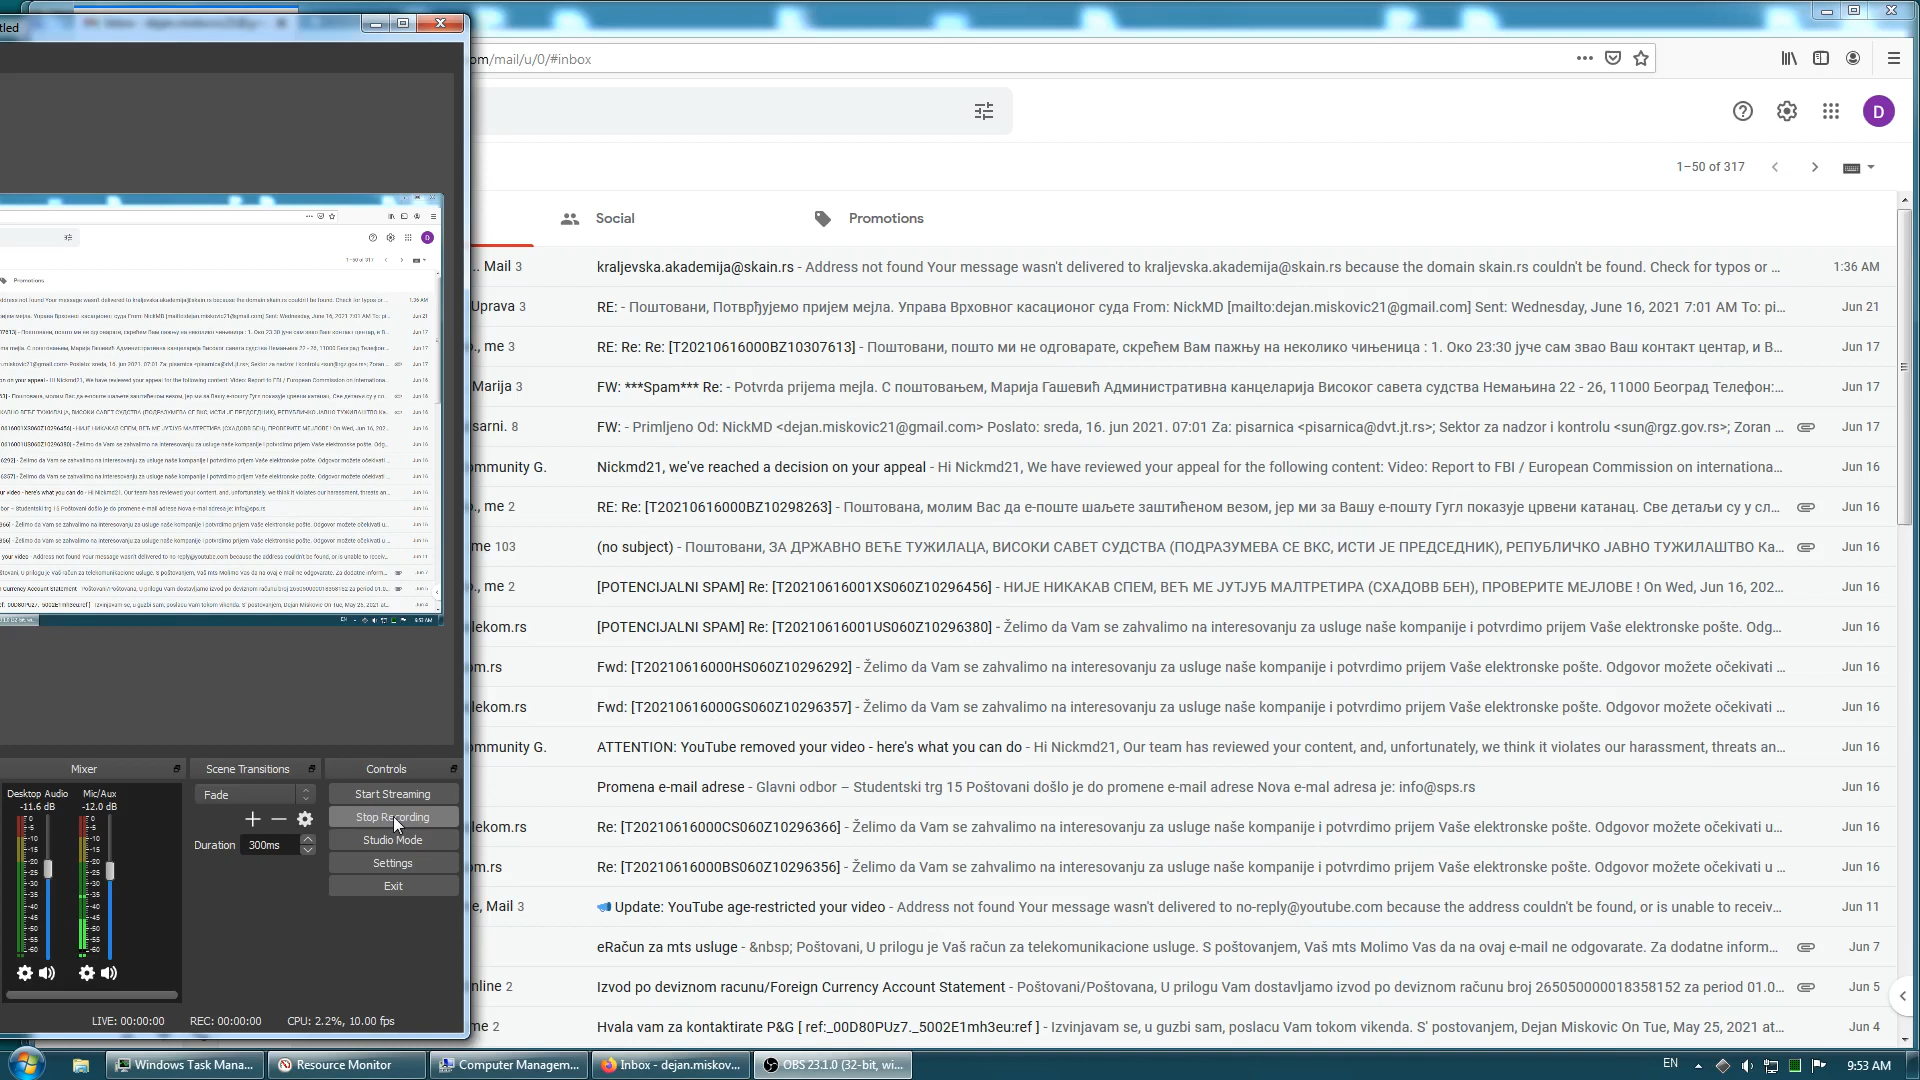 tled
om/mail/u/0/#inbox
D
1–50 of 317
Social
Promotions
.. Mail 3
kraljevska.akademija@skain.rs - Address not found Your message wasn't delivered to kraljevska.akademija@skain.rs because the domain skain.rs couldn't be found. Check for typos or ...
1:36 AM
Uprava 3
RE: - Поштовани, Потврђујемо пријем мејла. Управа Врховног касационог суда From: NickMD [mailto:dejan.miskovic21@gmail.com] Sent: Wednesday, June 16, 2021 7:01 AM To: pi...
Jun 21
., me 3
RE: Re: Re: [T20210616000BZ10307613] - Поштовани, пошто ми не одговарате, скрећем Вам пажњу на неколико чињеница : 1. Око 23:30 јуче сам звао Ваш контакт центар, и В...
Jun 17
Marija 3
FW: ***Spam*** Re: - Potvrda prijema mejla. С поштовањем, Марија Гашевић Административна канцеларија Високог савета судства Немањина 22 - 26, 11000 Београд Телефон:...
Jun 17
sarni. 8
FW: - Primljeno Od: NickMD <dejan.miskovic21@gmail.com> Poslato: sreda, 16. jun 2021. 07:01 Za: pisarnica <pisarnica@dvt.jt.rs>; Sektor za nadzor i kontrolu <sun@rgz.gov.rs>; Zoran ...
Jun 17
mmunity G.
Nickmd21, we've reached a decision on your appeal - Hi Nickmd21, We have reviewed your appeal for the following content: Video: Report to FBI / European Commission on internationa...
Jun 16
., me 2
RE: Re: [T20210616000BZ10298263] - Поштована, молим Вас да е-поште шаљете заштићеном везом, јер ми за Вашу е-пошту Гугл показује црвени катанац. Све детаљи су у сл...
Jun 16
me 103
(no subject) - Поштовани, ЗА ДРЖАВНО ВЕЋЕ ТУЖИЛАЦА, ВИСОКИ САВЕТ СУДСТВА (ПОДРАЗУМЕВА СЕ ВКС, ИСТИ ЈЕ ПРЕДСЕДНИК), РЕПУБЛИЧКО ЈАВНО ТУЖИЛАШТВО Ка...
Jun 16
., me 2
[POTENCIJALNI SPAM] Re: [T20210616001XS060Z10296456] - НИЈЕ НИКАКАВ СПЕМ, ВЕЋ МЕ ЈУТЈУБ МАЛТРЕТИРА (СХАДОВВ БЕН), ПРОВЕРИТЕ МЕЈЛОВЕ ! On Wed, Jun 16, 202...
Jun 16
lekom.rs
[POTENCIJALNI SPAM] Re: [T20210616001US060Z10296380] - Želimo da Vam se zahvalimo na interesovanju za usluge naše kompanije i potvrdimo prijem Vaše elektronske pošte. Odg...
Jun 16
om.rs
Fwd: [T20210616000HS060Z10296292] - Želimo da Vam se zahvalimo na interesovanju za usluge naše kompanije i potvrdimo prijem Vaše elektronske pošte. Odgovor možete očekivati ...
Jun 16
lekom.rs
Fwd: [T20210616000GS060Z10296357] - Želimo da Vam se zahvalimo na interesovanju za usluge naše kompanije i potvrdimo prijem Vaše elektronske pošte. Odgovor možete očekivati ...
Jun 16
mmunity G.
ATTENTION: YouTube removed your video - here's what you can do - Hi Nickmd21, Our team has reviewed your content, and, unfortunately, we think it violates our harassment, threats an...
Jun 16
Promena e-mail adrese - Glavni odbor – Studentski trg 15 Poštovani došlo je do promene e-mail adrese Nova e-mal adresa je: info@sps.rs
Jun 16
lekom.rs
Re: [T20210616000CS060Z10296366] - Želimo da Vam se zahvalimo na interesovanju za usluge naše kompanije i potvrdimo prijem Vaše elektronske pošte. Odgovor možete očekivati u ...
Jun 16
om.rs
Re: [T20210616000BS060Z10296356] - Želimo da Vam se zahvalimo na interesovanju za usluge naše kompanije i potvrdimo prijem Vaše elektronske pošte. Odgovor možete očekivati u ...
Jun 16
e, Mail 3
Update: YouTube age-restricted your video - Address not found Your message wasn't delivered to no-reply@youtube.com because the address couldn't be found, or is unable to receiv...
Jun 11
eRačun za mts usluge - &nbsp; Poštovani, U prilogu je Vaš račun za telekomunikacione usluge. S poštovanjem, Vaš mts Molimo Vas da na ovaj e-mail ne odgovarate. Za dodatne inform...
Jun 7
nline 2
Izvod po deviznom racunu/Foreign Currency Account Statement - Poštovani/Poštovana, U prilogu Vam dostavljamo izvod po deviznom računu broj 265050000018358152 za period 01.0...
Jun 5
me 2
Hvala vam za kontaktirate P&G [ ref:_00D80PUz7._5002E1mh3eu:ref ] - Izvinjavam se, u guzbi sam, poslacu Vam tokom vikenda. S' postovanjem, Dejan Miskovic On Tue, May 25, 2021 at...
Jun 4
Mixer
Scene Transitions
Controls
Desktop Audio
-11.6 dB
Mic/Aux
-12.0 dB
Fade
Duration 300ms
Start Streaming
Stop Recording
Studio Mode
Settings
Exit
LIVE: 00:00:00
REC: 00:00:00
CPU: 2.2%, 10.00 fps
Windows Task Mana...
Resource Monitor
Computer Managem...
Inbox - dejan.miskov...
OBS 23.1.0 (32-bit, wi...
EN
9:53 AM